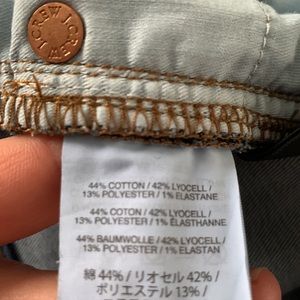 J.CREW J.CREW
44% COTTON / 42% LYOCELL /
13% POLYESTER / 1% ELASTANE
44% COTON / 42% LYOCELL /
13% POLYESTER / 1% ÉLASTHANNE
44% BAUMWOLLE / 42% LYOCELL /
13% POLYESTER / 1% ELASTAN
綿 44% / リオセル 42% /
ポリエステル 13% /